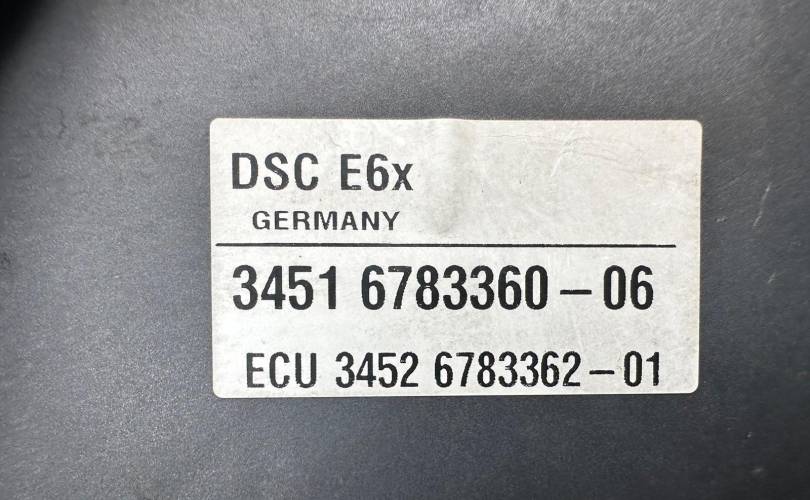 DSC E6x
GERMANY
3451 6783360-06
ECU 3452 6783362-01